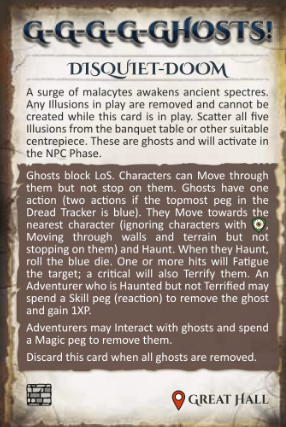 G-G-G-G-GHOSTS!
DISQUIET-DOOM
A surge of malacytes awakens ancient spectres.
Any Illusions in play are removed and cannot be
created while this card is in play. Scatter all five
Illusions from the banquet table or other suitable
centrepiece. These are ghosts and will activate in
the NPC Phase.
Ghosts block LoS. Characters can Move through
them but not stop on them. Ghosts have one
action (two actions if the topmost peg in the
Dread Tracker is blue). They Move towards the
nearest character (ignoring characters with ,
Moving through walls and terrain but not
stopping on them) and Haunt. When they Haunt,
roll the blue die. One or more hits will Fatigue
the target; a critical will also Terrify them. An
Adventurer who is Haunted but not Terrified may
spend a Skill peg (reaction) to remove the ghost
and gain 1XP.
Adventurers may Interact with ghosts and spend
a Magic peg to remove them.
Discard this card when all ghosts are removed.
GREAT HALL